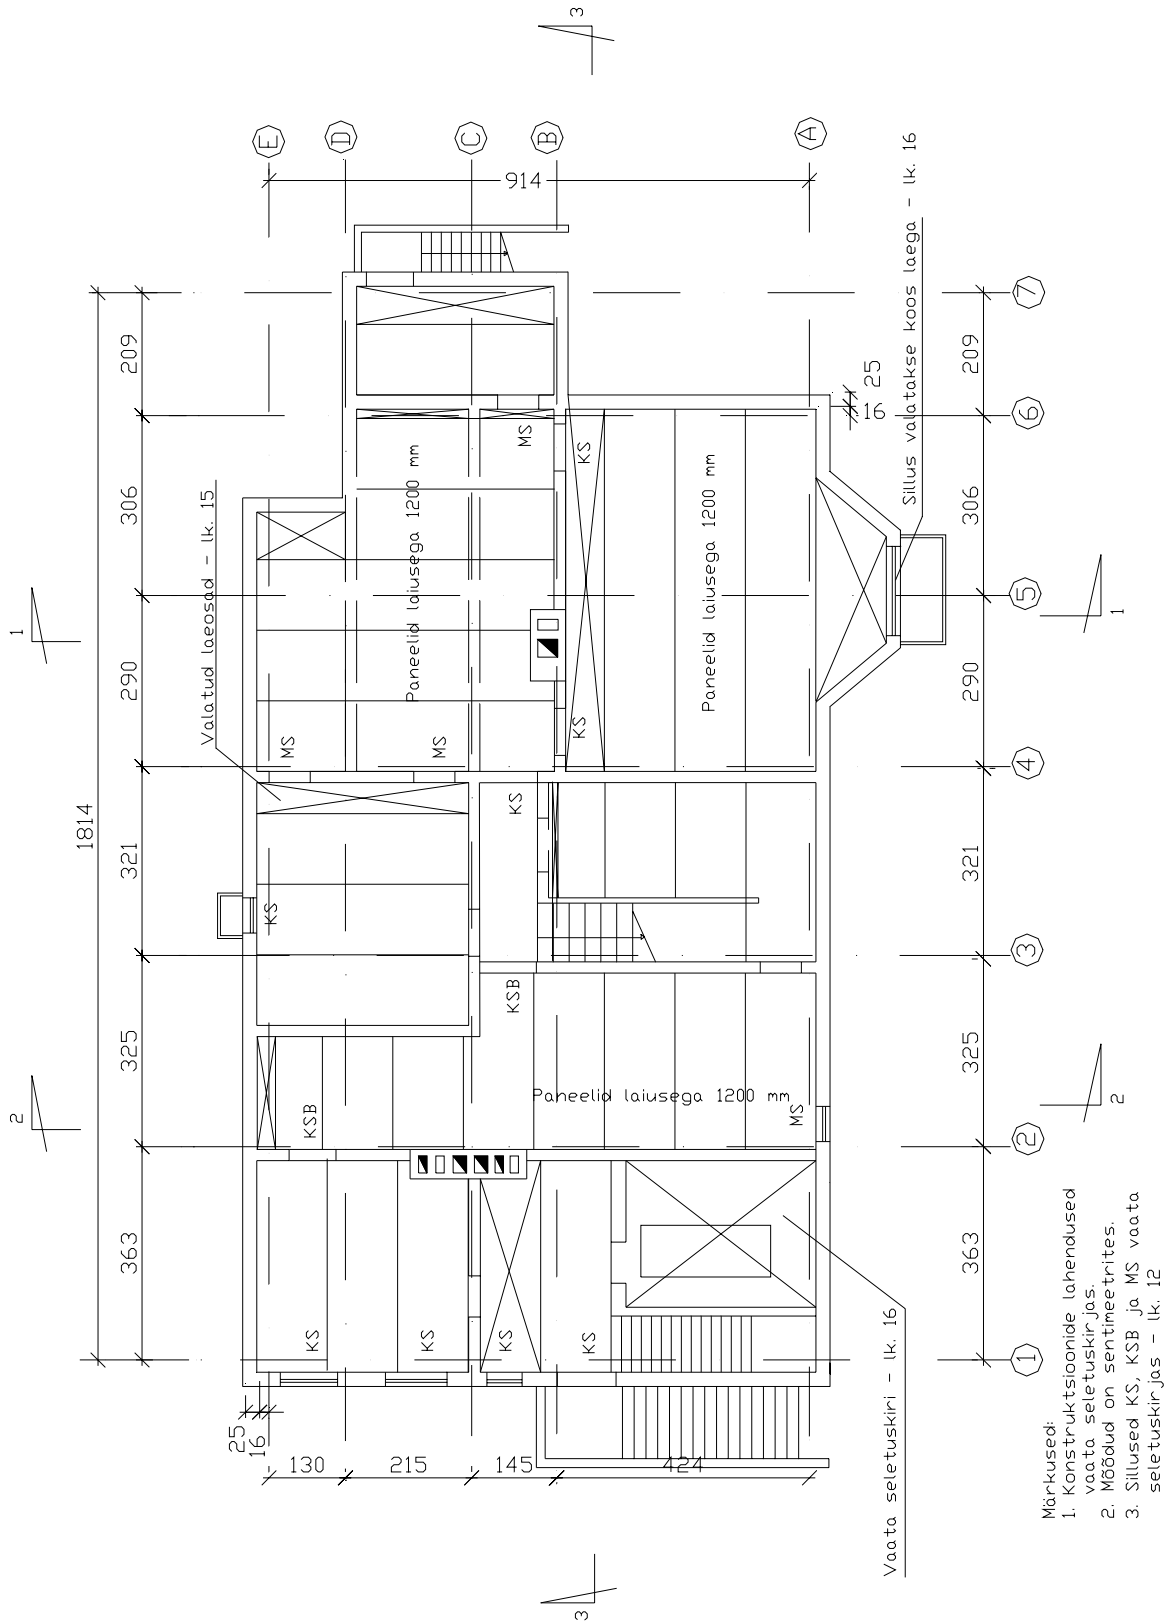 3
E
D
C
B
A
914
1814
209
306
290
321
325
363
209
306
290
321
325
363
25
16
7
6
5
4
3
2
1
1
1
2
2
25
16
130
215
145
424
Valatud laeosad - lk. 15
Sillus valatakse koos laega - lk. 16
Vaata seletuskiri - lk. 16
Paneelid laiusega 1200 mm
Paneelid laiusega 1200 mm
Paneelid laiusega 1200 mm
MS
MS
MS
MS
KS
KS
KS
KS
KSB
KSB
KS
KS
KS
KS
Märkused:
1. Konstruktsioonide lahendused
vaata seletuskirjas.
2. Mõõdud on sentimeetrites.
3. Sillused KS, KSB ja MS vaata
seletuskirjas - lk. 12
3